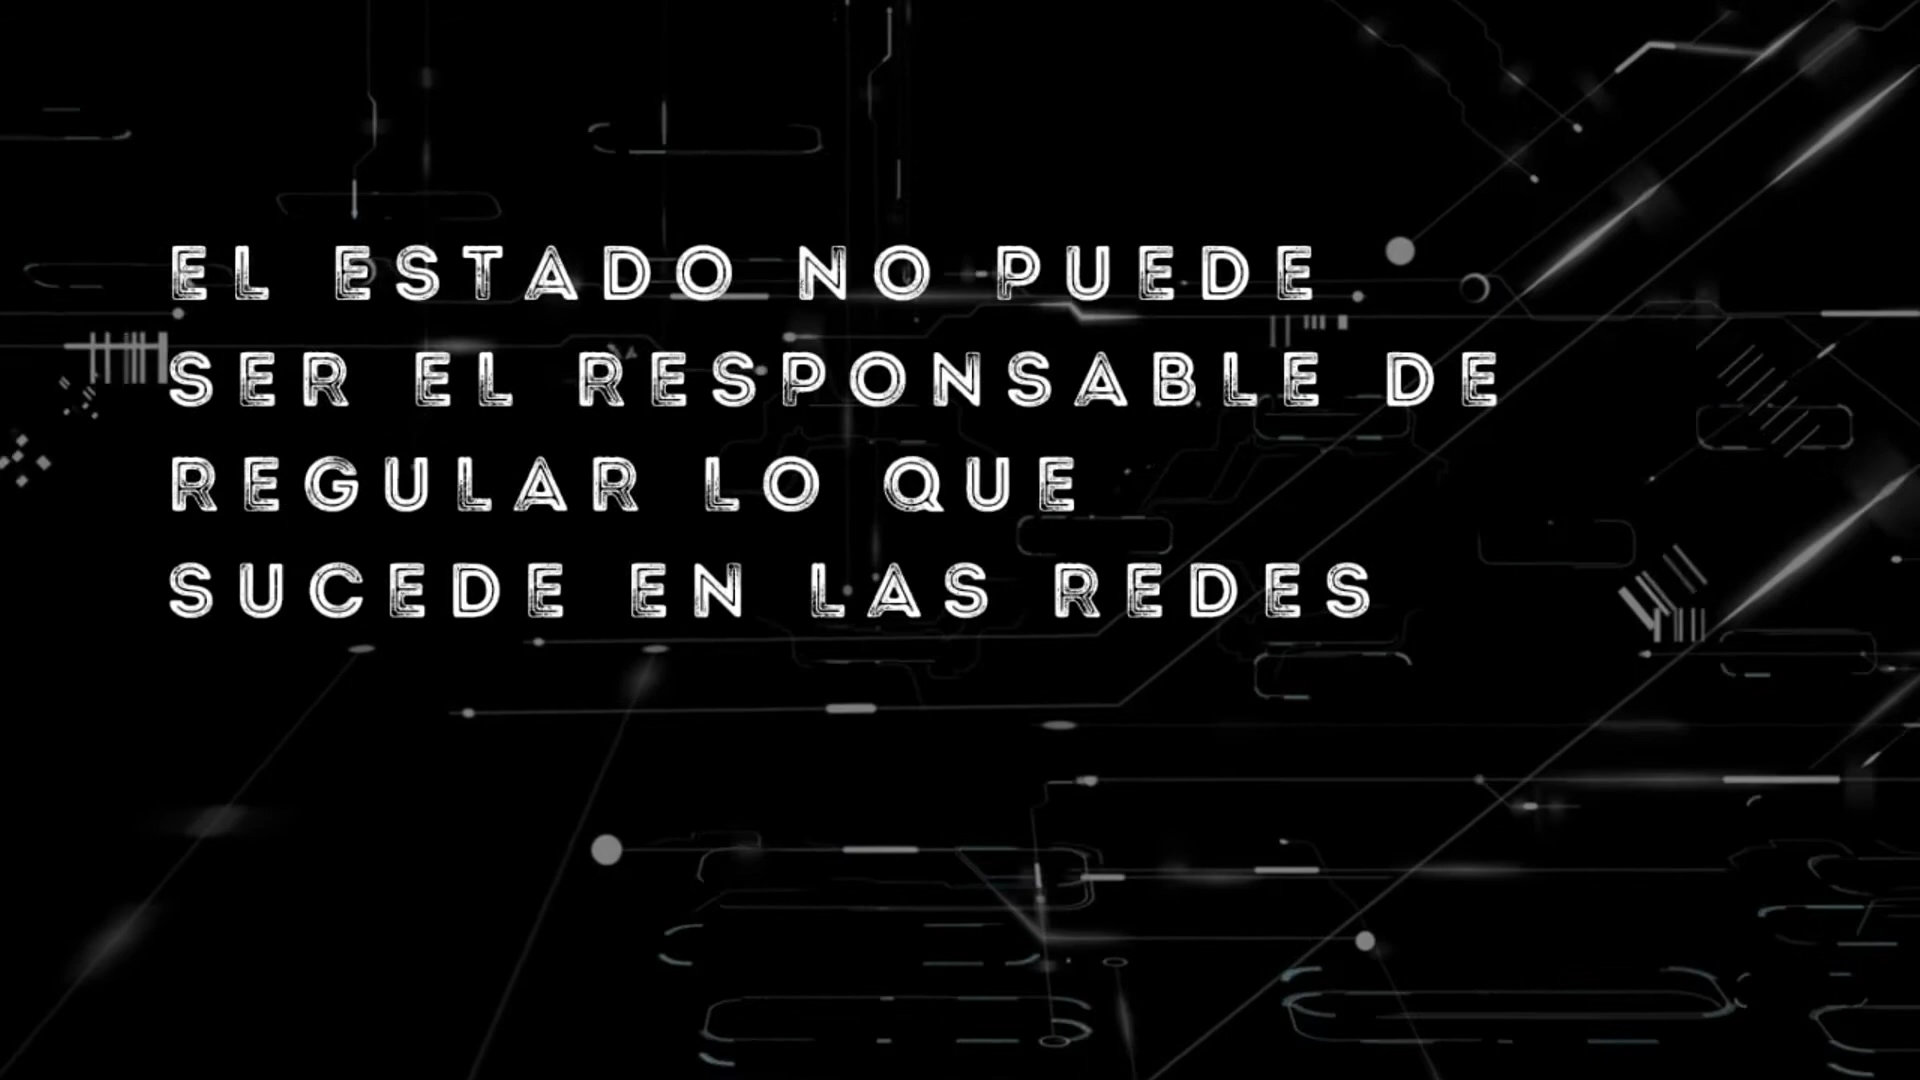 EL ESTADO NO PUEDE
SER EL RESPONSABLE DE
REGULAR LO QUE
SUCEDE EN LAS REDES